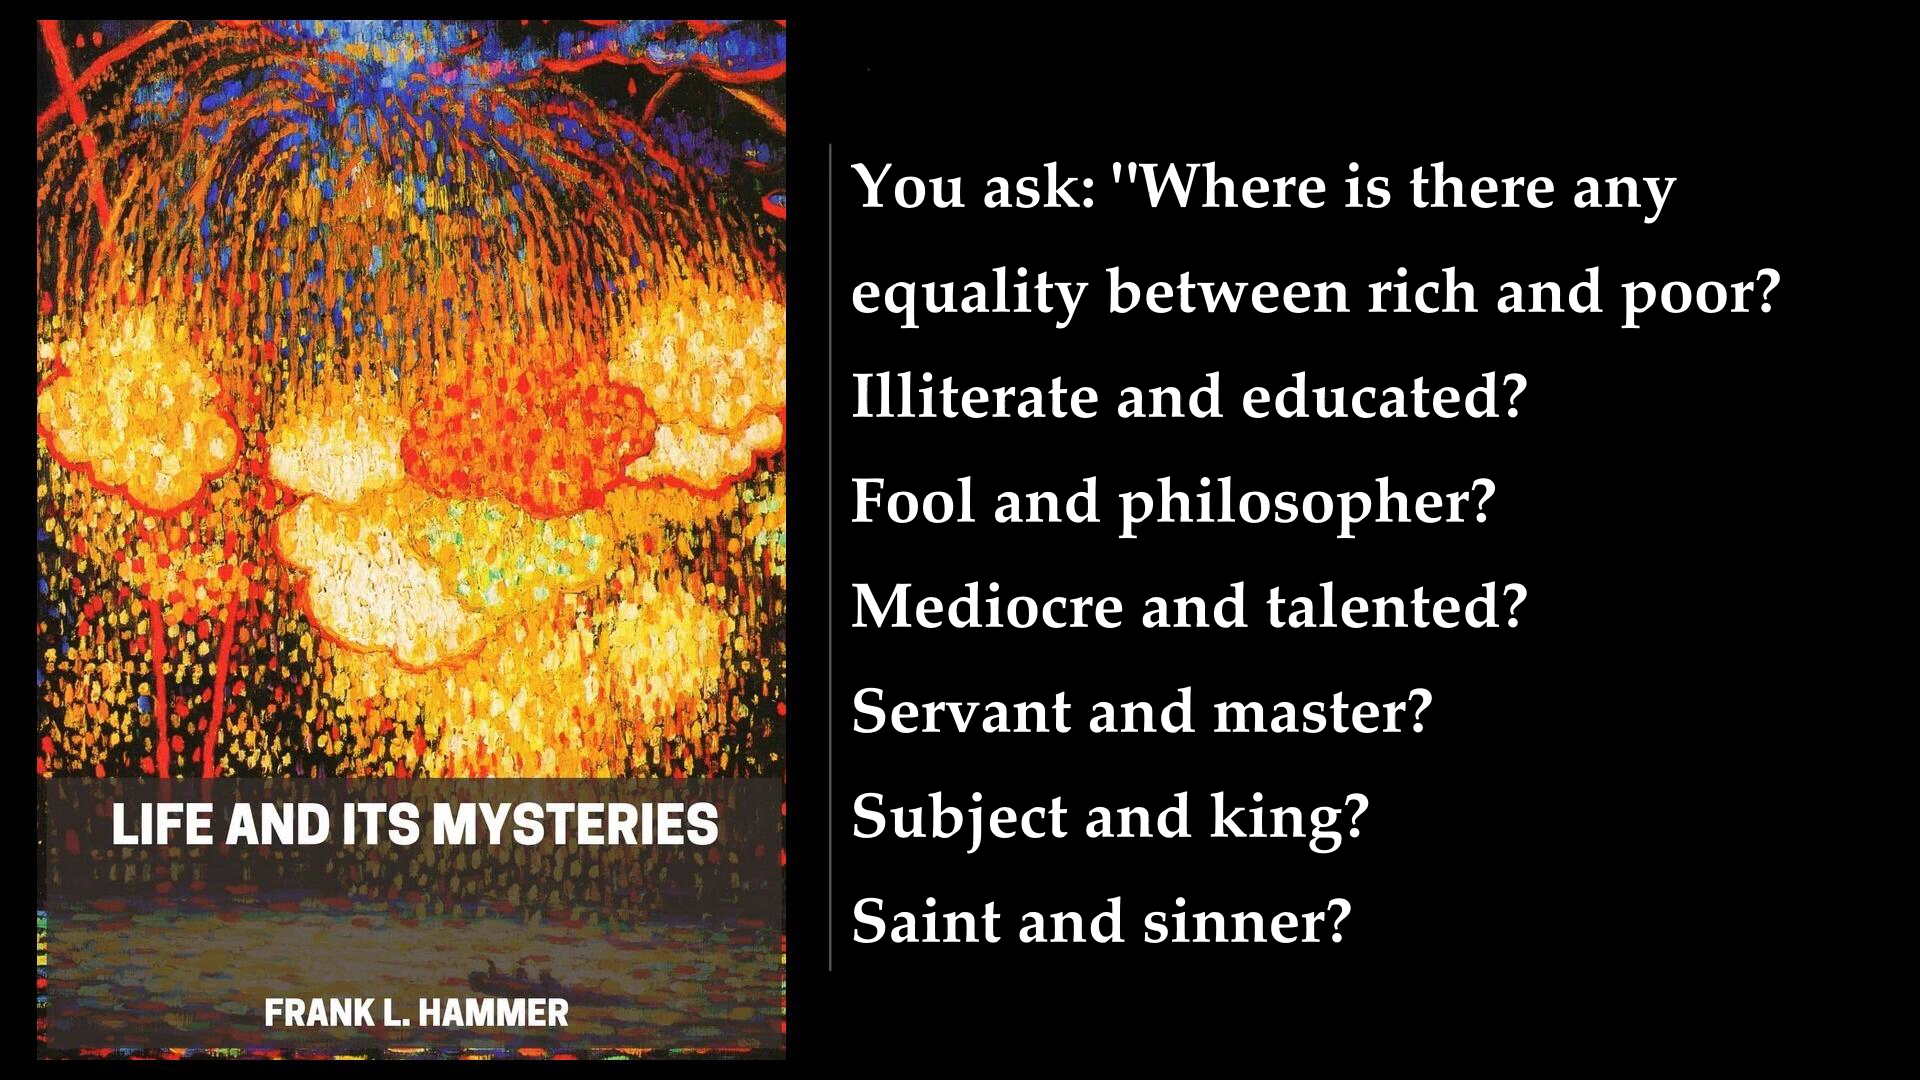 LIFE AND ITS MYSTERIES
FRANK L. HAMMER
You ask: "Where is there any
equality between rich and poor?
Illiterate and educated?
Fool and philosopher?
Mediocre and talented?
Servant and master?
Subject and king?
Saint and sinner?